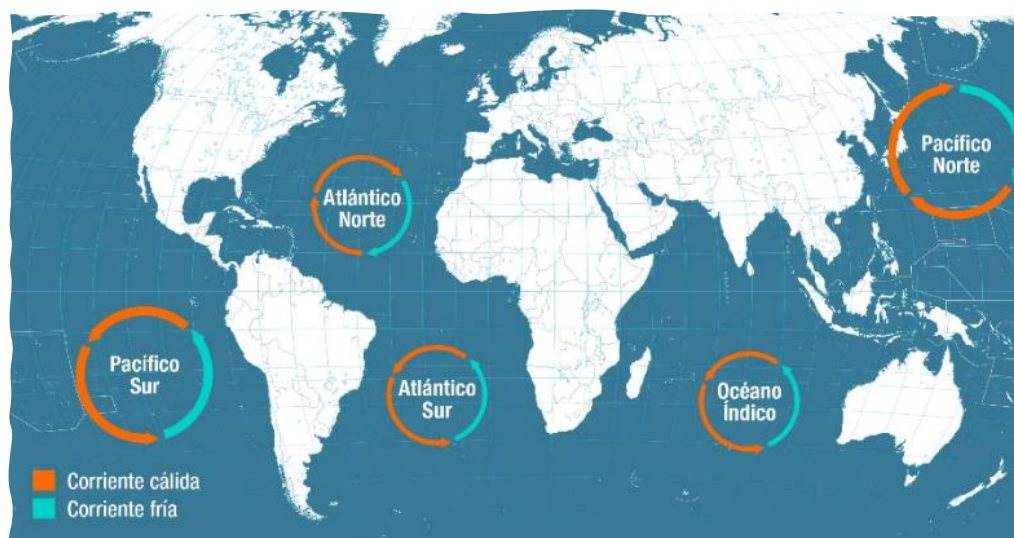 Pacífico
Norte
Atlántico
Norte
Pacífico
Sur
Atlántico
Sur
Océano
Índico
Corriente cálida
Corriente fría